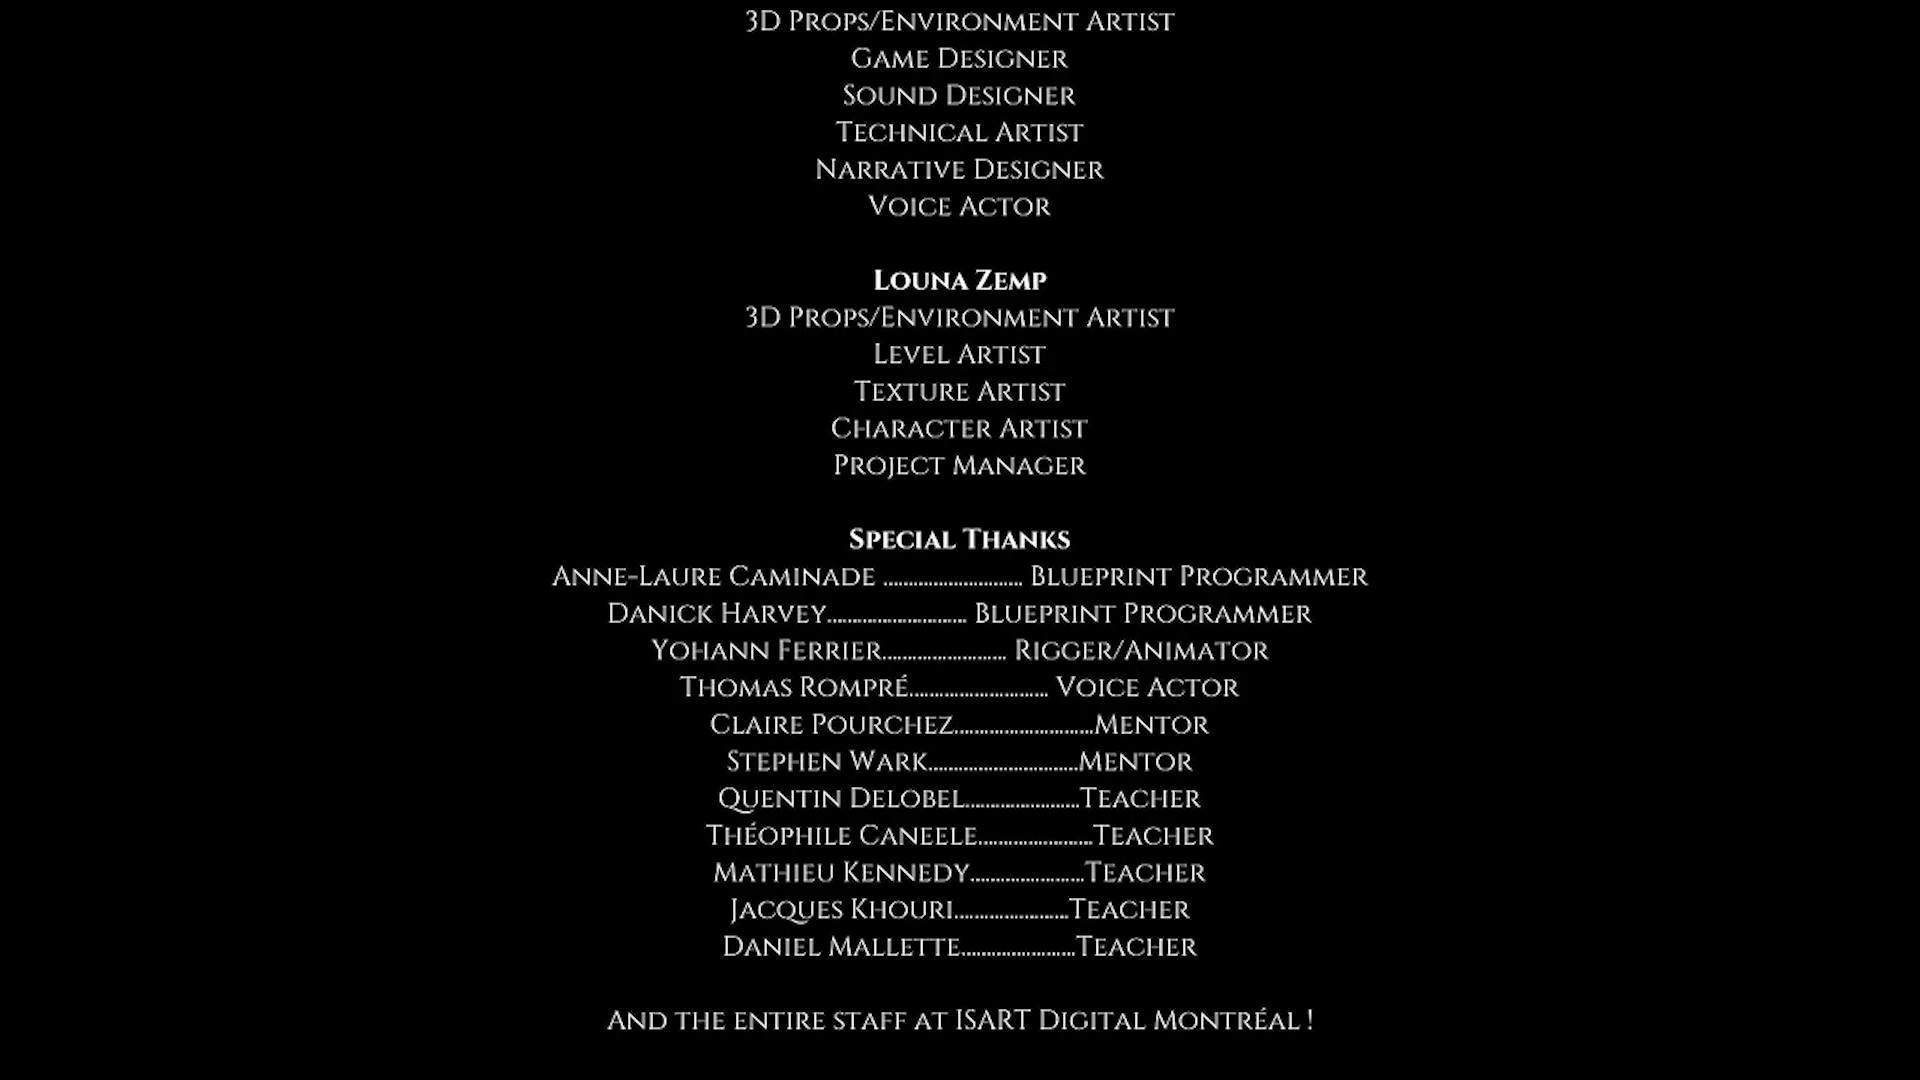 3D Props/Environment Artist
Game Designer
Sound Designer
Technical Artist
Narrative Designer
Voice Actor
Louna Zemp
3D Props/Environment Artist
Level Artist
Texture Artist
Character Artist
Project Manager
Special Thanks
Anne-Laure Caminade ........................... Blueprint Programmer
Danick Harvey........................... Blueprint Programmer
Yohann Ferrier........................ Rigger/Animator
Thomas Rompré........................... Voice Actor
Claire Pourchez...........................Mentor
Stephen Wark.............................Mentor
Quentin Delobel......................Teacher
Théophile Caneele......................Teacher
Mathieu Kennedy......................Teacher
Jacques Khouri......................Teacher
Daniel Mallette......................Teacher
And the entire staff at ISART Digital Montréal !